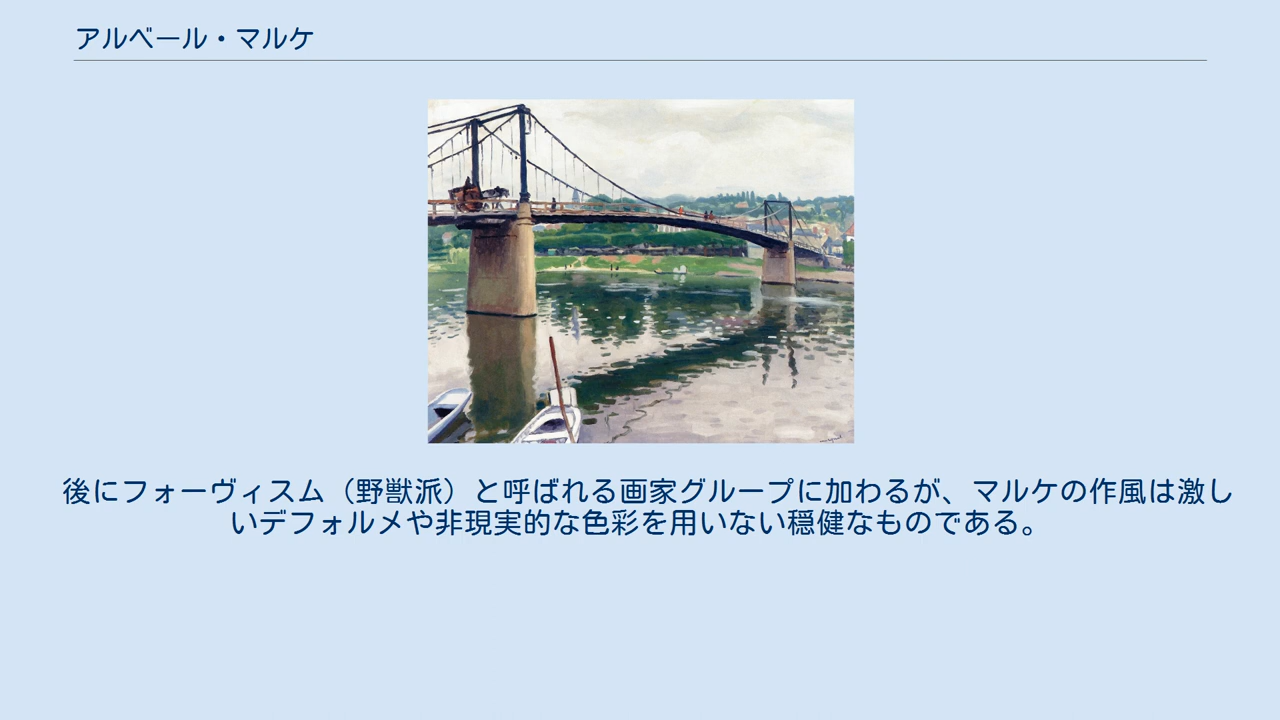 アルベール・マルケ
後にフォーヴィスム（野獣派）と呼ばれる画家グループに加わるが、マルケの作風は激し
いデフォルメや非現実的な色彩を用いない穏健なものである。